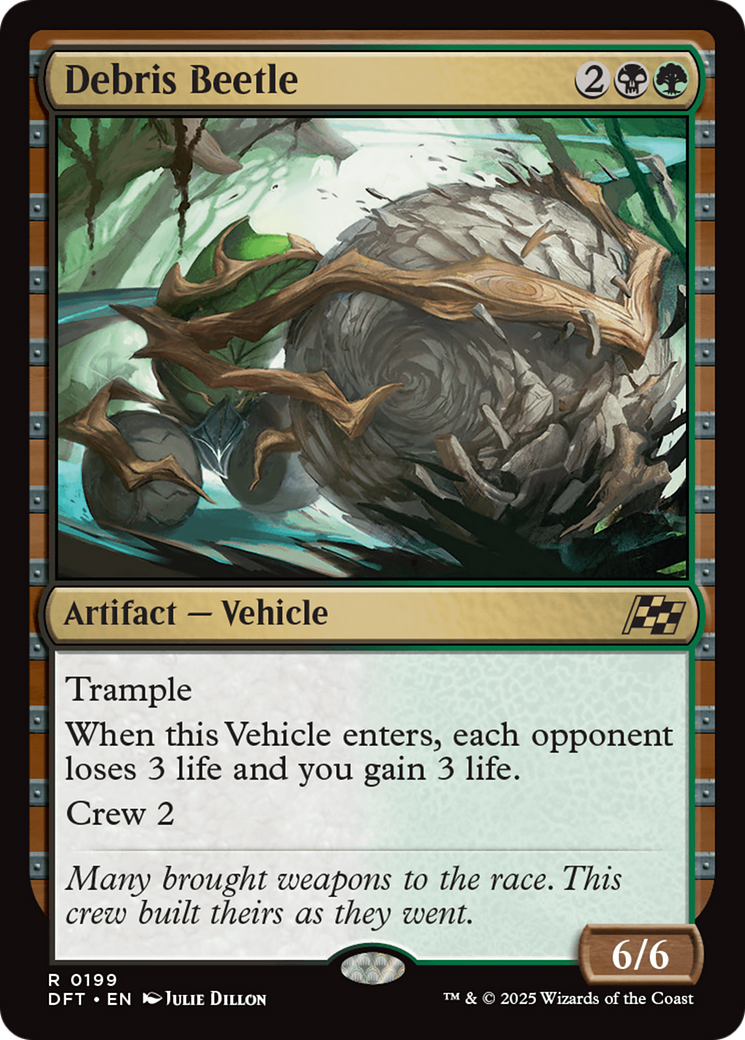 Debris Beetle 2
Artifact — Vehicle
Trample
When this Vehicle enters, each opponent
loses 3 life and you gain 3 life.
Crew 2
Many brought weapons to the race. This
crew built theirs as they went.
6/6
R 0199
DFT • EN Julie Dillon
™ & © 2025 Wizards of the Coast